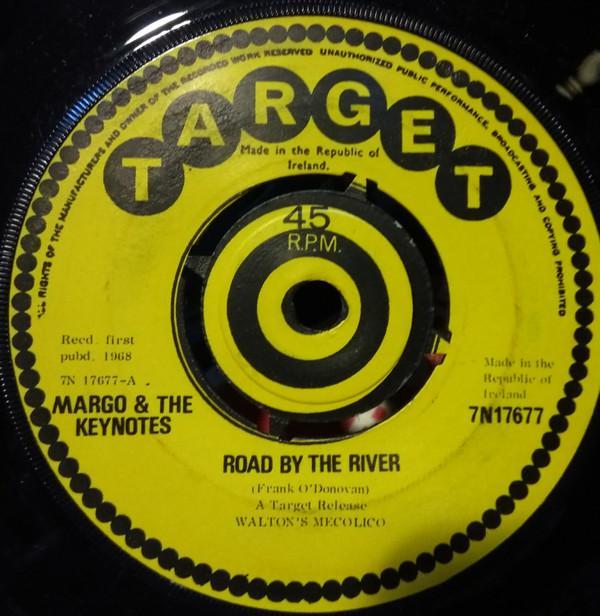 ALL RIGHTS OF THE MANUFACTURERS AND OWNER OF THE RECORDED WORK RESERVED UNAUTHORIZED PUBLIC PERFORMANCE, BROADCASTING AND COPYING PROHIBITED
TARGET
Made in the Republic of
Ireland.
45
R.P.M.
Recd. first
pubd. 1968
7N 17677-A
MARGO & THE
KEYNOTES
Made in the
Republic of
Ireland
7N17677
ROAD BY THE RIVER
(Frank O'Donovan)
A Target Release
WALTON'S MECOLICO